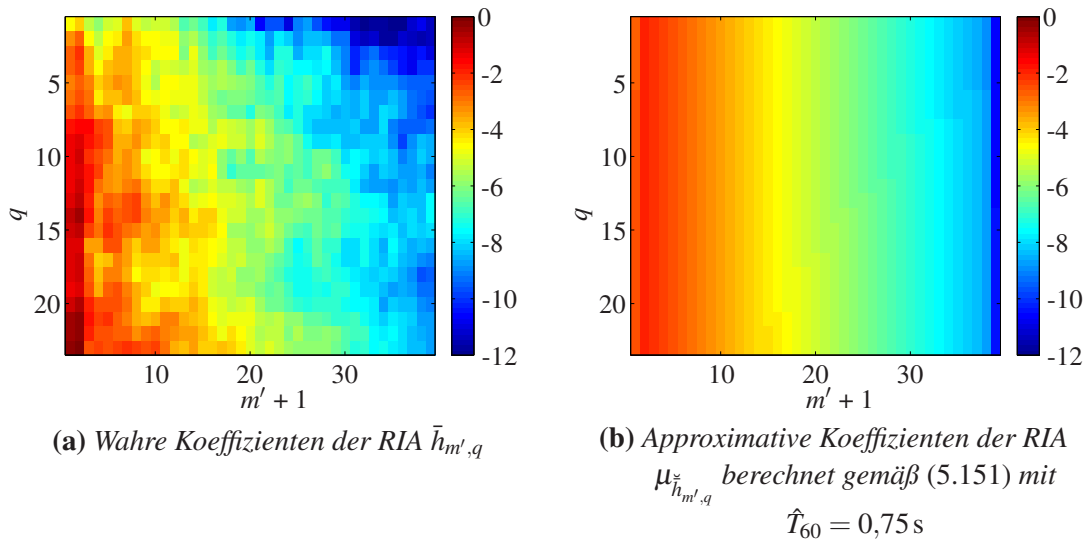 0
-2
-4
-6
-8
-10
-12
5
10
15
20
q
10 20 30
m′ + 1
(a) Wahre Koeffizienten der RIA h̄m′,q
0
-2
-4
-6
-8
-10
-12
5
10
15
20
q
10 20 30
m′ + 1
(b) Approximative Koeffizienten der RIA
μh̬̄m′,q berechnet gemäß (5.151) mit
T̂60 = 0,75 s